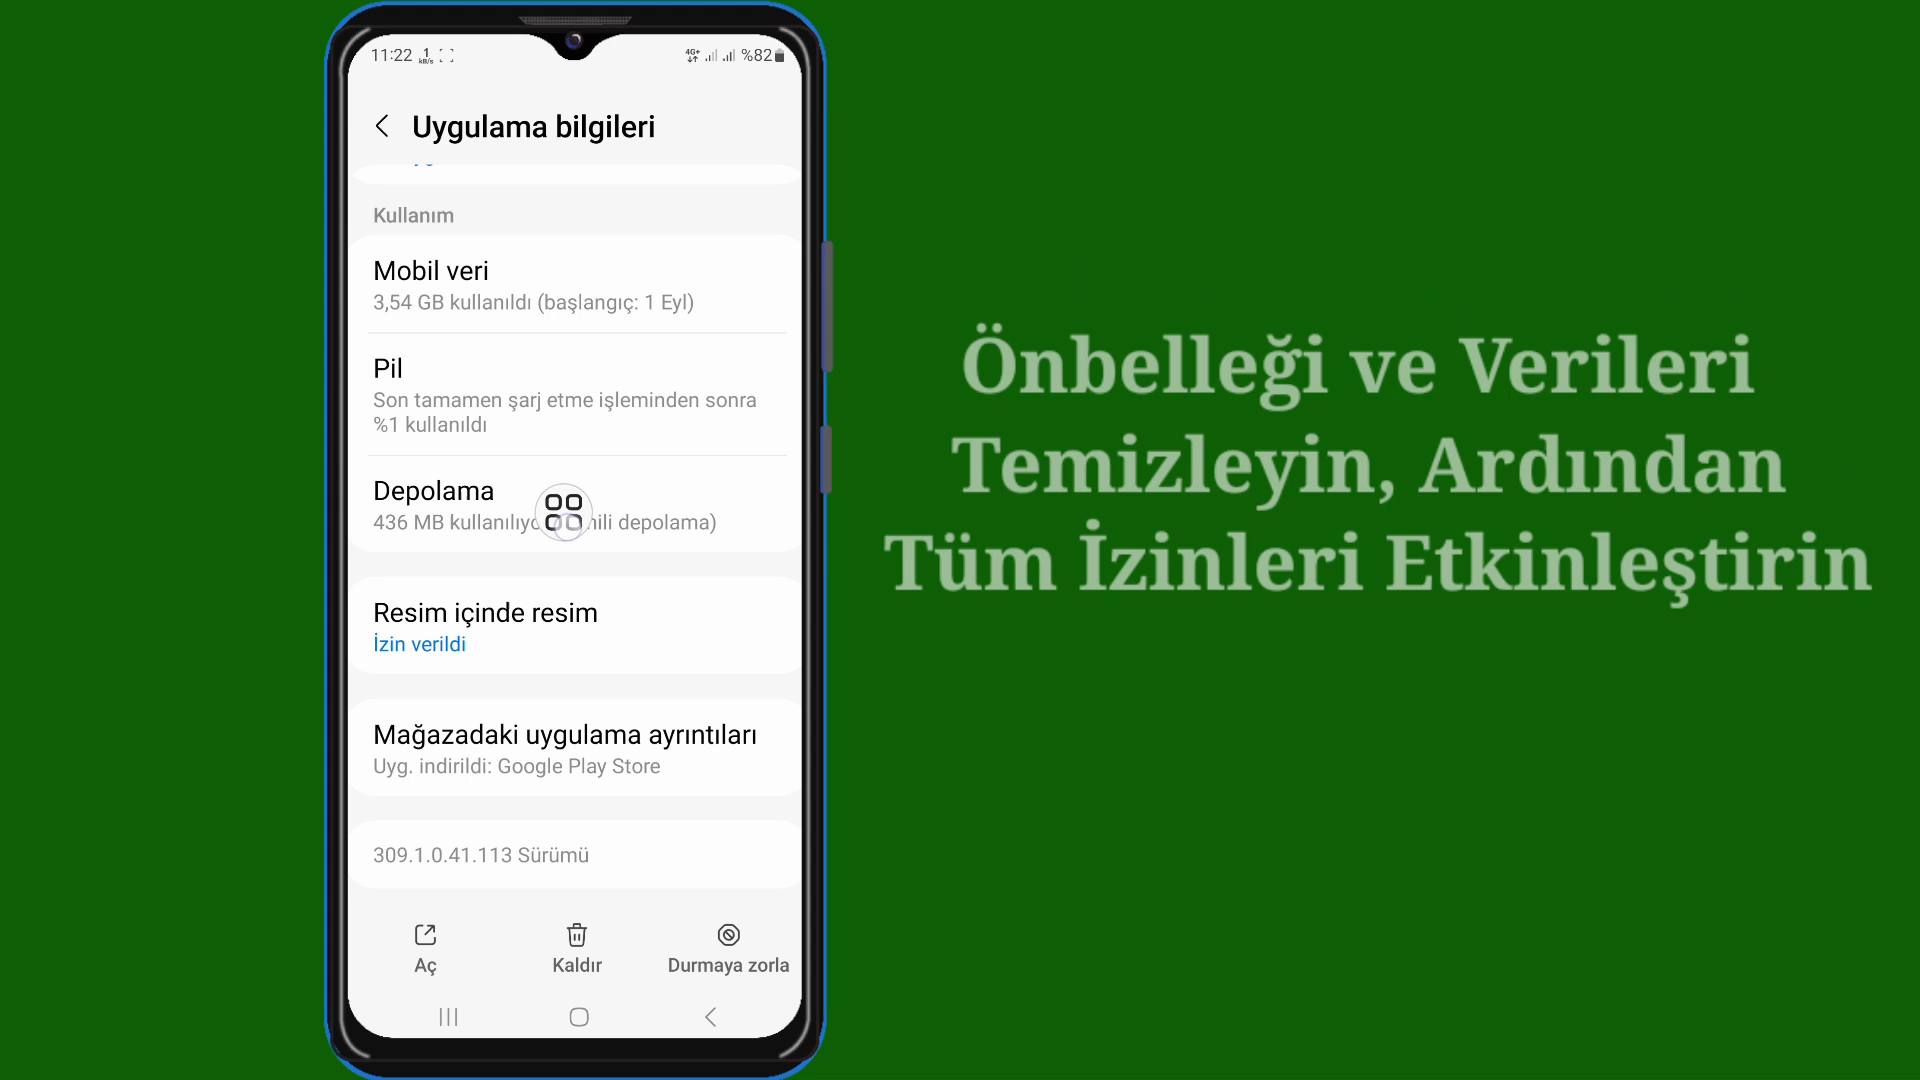 11:22 1 kB/s 4G+ %82
Uygulama bilgileri
Kullanım
Mobil veri
3,54 GB kullanıldı (başlangıç: 1 Eyl)
Pil
Son tamamen şarj etme işleminden sonra
%1 kullanıldı
Depolama
436 MB depolama)
Resim içinde resim
İzin verildi
Mağazadaki uygulama ayrıntıları
Uyg. indirildi: Google Play Store
309.1.0.41.113 Sürümü
Aç Kaldır Durmaya zorla
Önbelleği ve Verileri
Temizleyin, Ardından
Tüm İzinleri Etkinleştirin